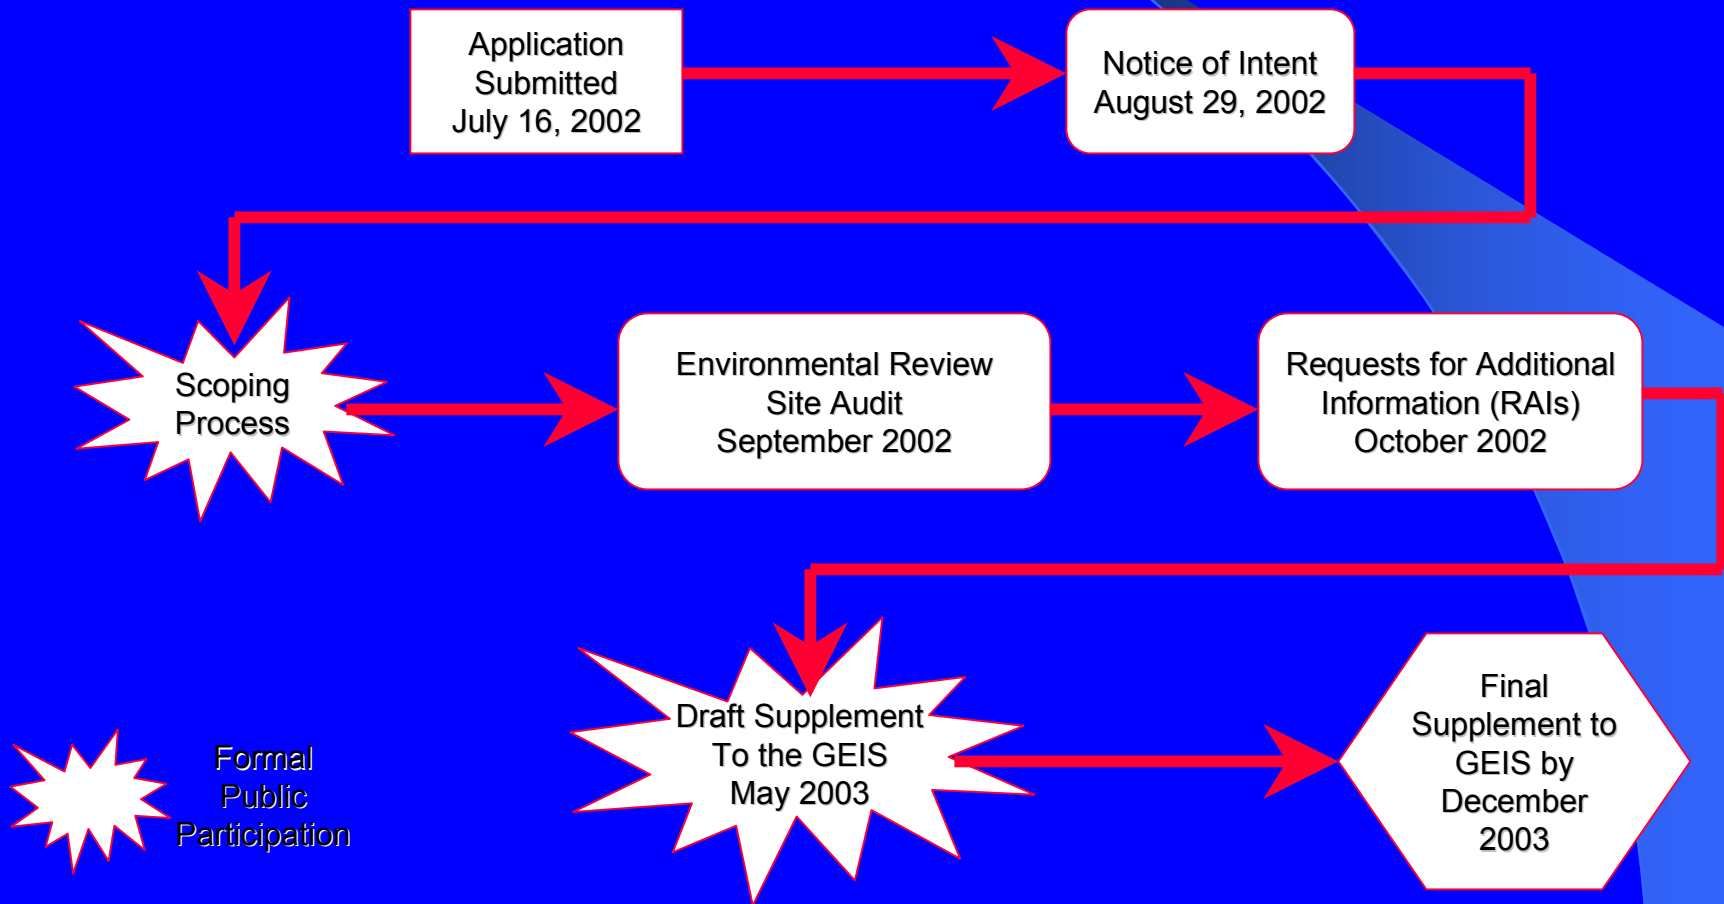 Application
Submitted
July 16, 2002
Notice of Intent
August 29, 2002
Scoping
Process
Environmental Review
Site Audit
September 2002
Requests for Additional
Information (RAIs)
October 2002
Draft Supplement
To the GEIS
May 2003
Final
Supplement to
GEIS by
December
2003
Formal
Public
Participation